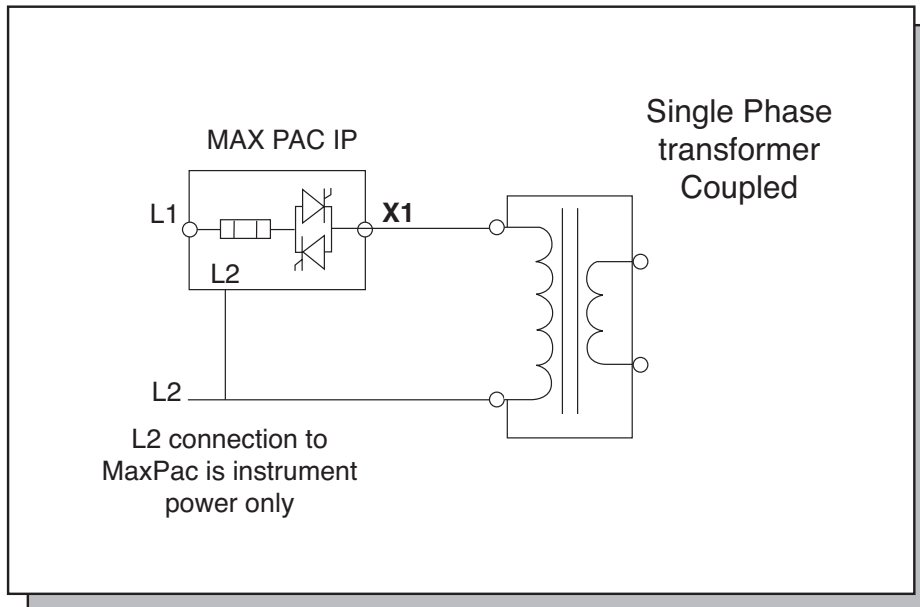 Single Phase
transformer
Coupled
MAX PAC IP
L1
X1
L2
L2
L2 connection to
MaxPac is instrument
power only